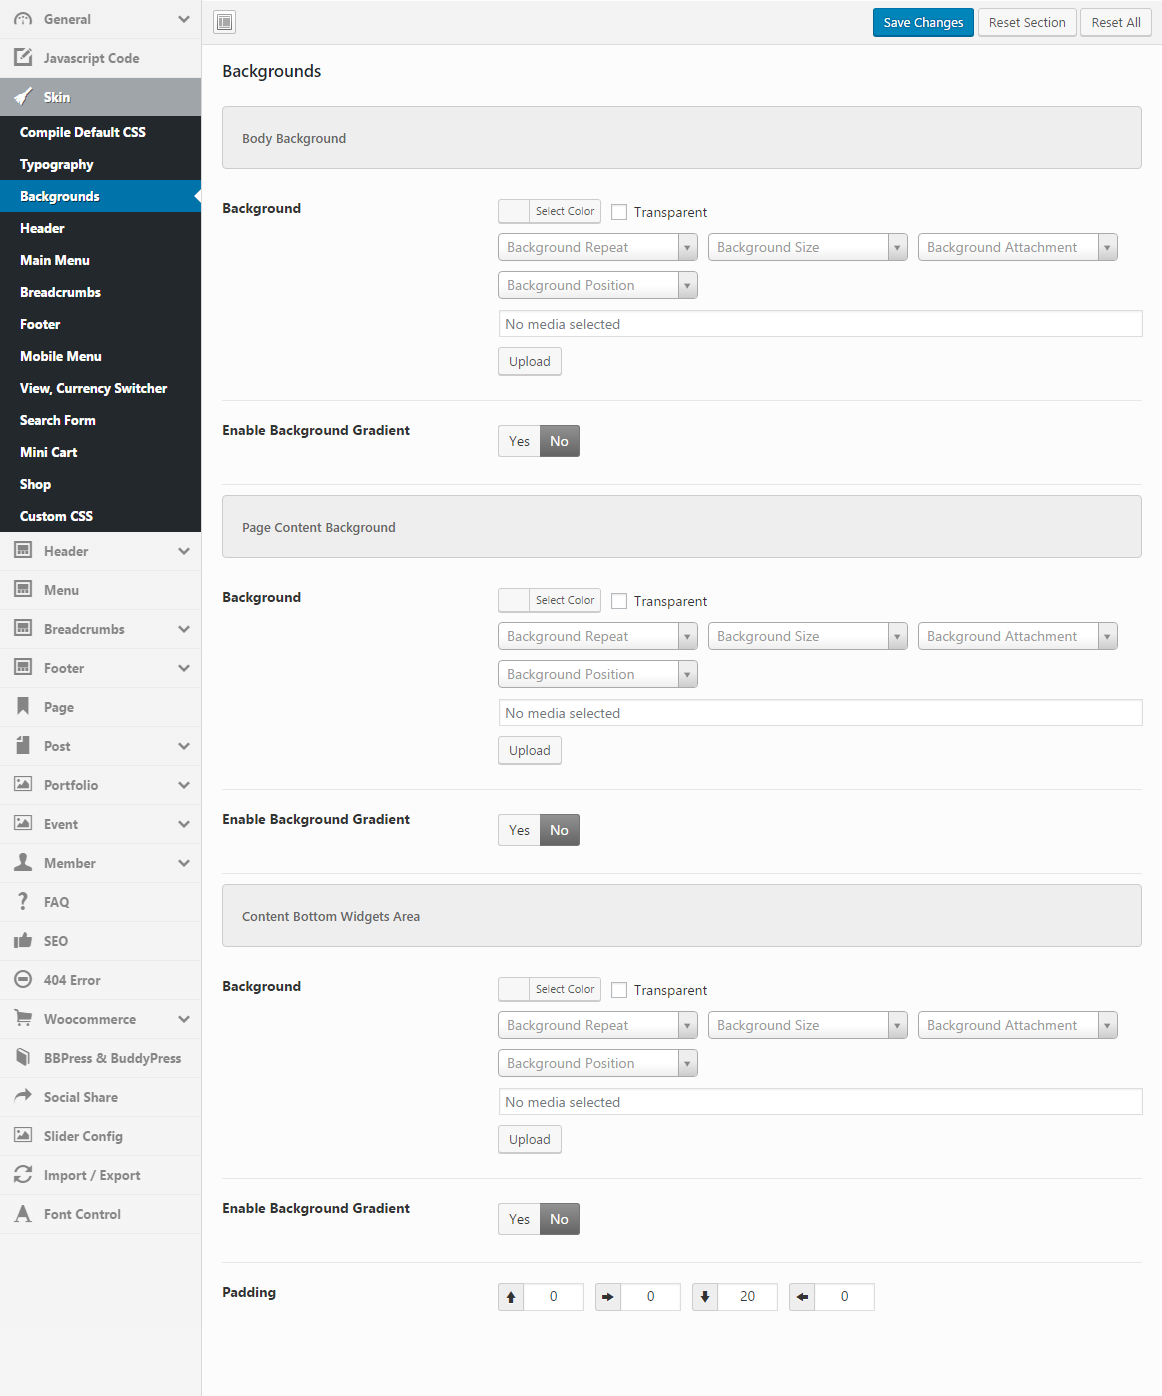 General
Javascript Code
Skin
Compile Default CSS
Typography
Backgrounds
Header
Main Menu
Breadcrumbs
Footer
Mobile Menu
View, Currency Switcher
Search Form
Mini Cart
Shop
Custom CSS
Header
Menu
Breadcrumbs
Footer
Page
Post
Portfolio
Event
Member
FAQ
SEO
404 Error
Woocommerce
BBPress & BuddyPress
Social Share
Slider Config
Import / Export
Font Control
Save Changes Reset Section Reset All
Backgrounds
Body Background
Background Select Color Transparent
Background Repeat Background Size Background Attachment
Background Position
No media selected
Upload
Enable Background Gradient Yes No
Page Content Background
Background Select Color Transparent
Background Repeat Background Size Background Attachment
Background Position
No media selected
Upload
Enable Background Gradient Yes No
Content Bottom Widgets Area
Background Select Color Transparent
Background Repeat Background Size Background Attachment
Background Position
No media selected
Upload
Enable Background Gradient Yes No
Padding 0 0 20 0